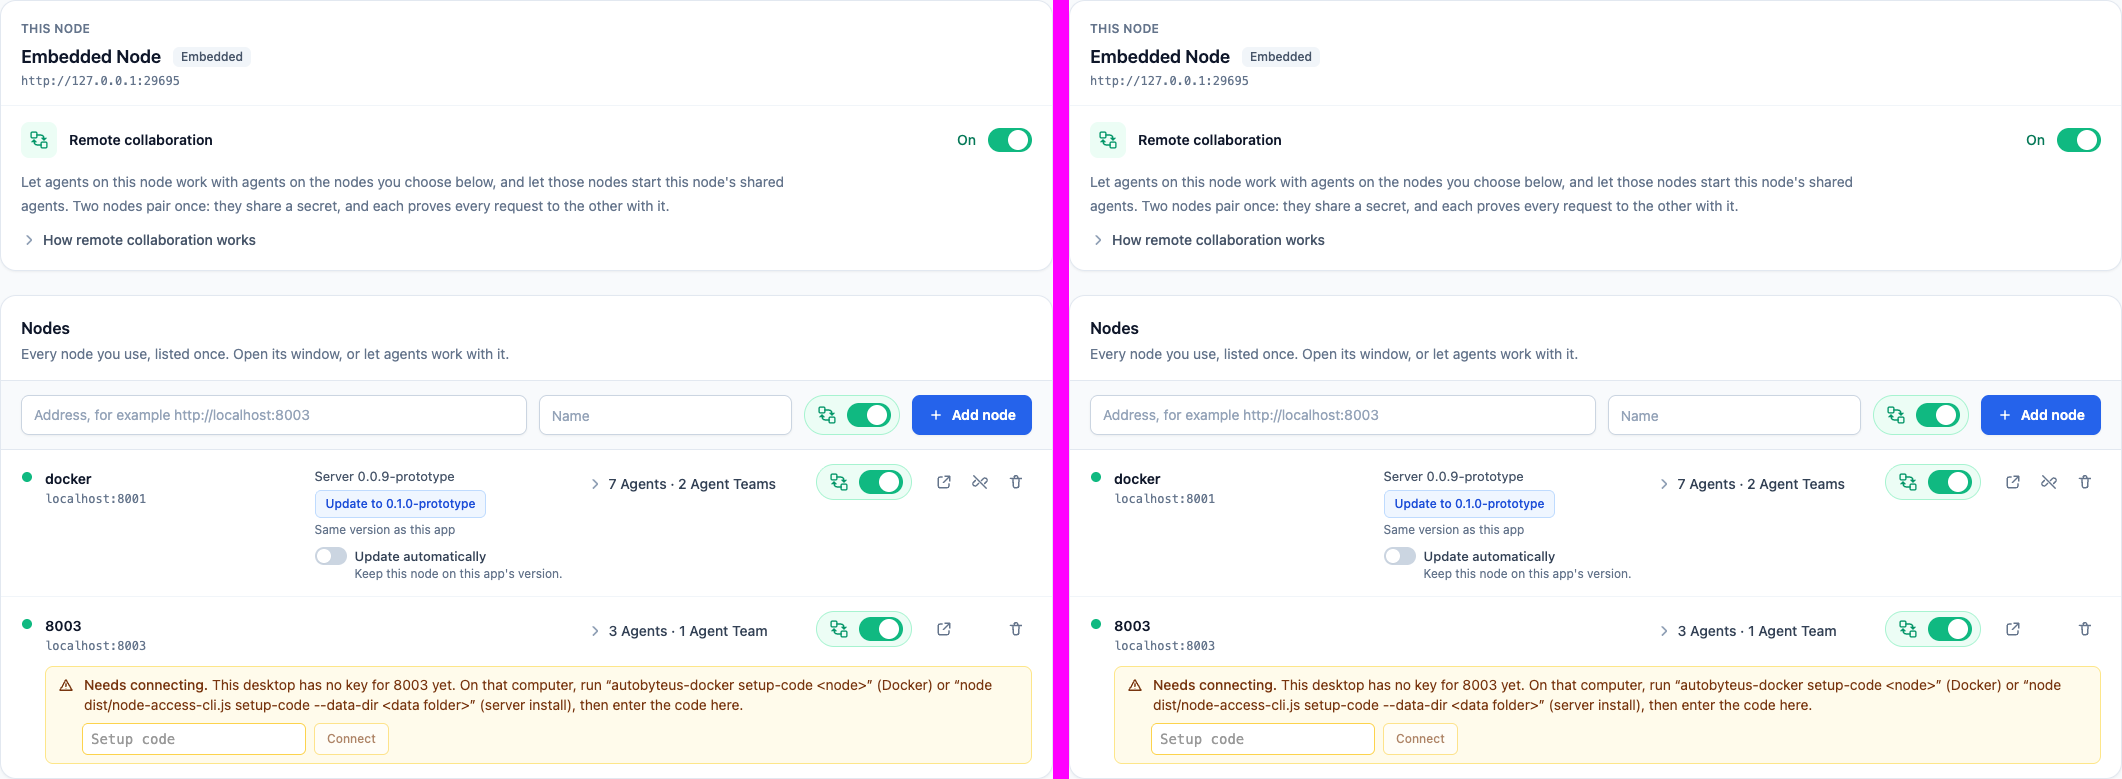 THIS NODE
Embedded Node Embedded
http://127.0.0.1:29695
Remote collaboration On
Let agents on this node work with agents on the nodes you choose below, and let those nodes start this node's shared
agents. Two nodes pair once: they share a secret, and each proves every request to the other with it.
How remote collaboration works
Nodes
Every node you use, listed once. Open its window, or let agents work with it.
Address, for example http://localhost:8003 Name + Add node
docker
localhost:8001
Server 0.0.9-prototype
Update to 0.1.0-prototype
Same version as this app
Update automatically
Keep this node on this app's version.
7 Agents · 2 Agent Teams
8003
localhost:8003
3 Agents · 1 Agent Team
Needs connecting. This desktop has no key for 8003 yet. On that computer, run “autobyteus-docker setup-code <node>” (Docker) or “node
dist/node-access-cli.js setup-code --data-dir <data folder>” (server install), then enter the code here.
Setup code Connect
THIS NODE
Embedded Node Embedded
http://127.0.0.1:29695
Remote collaboration On
Let agents on this node work with agents on the nodes you choose below, and let those nodes start this node's shared
agents. Two nodes pair once: they share a secret, and each proves every request to the other with it.
How remote collaboration works
Nodes
Every node you use, listed once. Open its window, or let agents work with it.
Address, for example http://localhost:8003 Name + Add node
docker
localhost:8001
Server 0.0.9-prototype
Update to 0.1.0-prototype
Same version as this app
Update automatically
Keep this node on this app's version.
7 Agents · 2 Agent Teams
8003
localhost:8003
3 Agents · 1 Agent Team
Needs connecting. This desktop has no key for 8003 yet. On that computer, run “autobyteus-docker setup-code <node>” (Docker) or “node
dist/node-access-cli.js setup-code --data-dir <data folder>” (server install), then enter the code here.
Setup code Connect